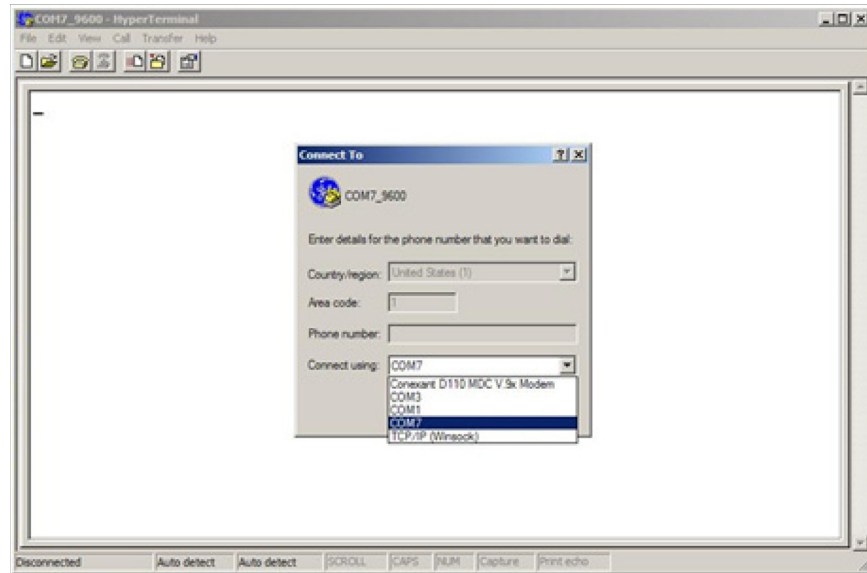 COM7_9600 - HyperTerminal
File Edit View Call Transfer Help
Connect To
COM7_9600
Enter details for the phone number that you want to dial:
Country/region: United States (1)
Area code: 1
Phone number:
Connect using: COM7
Conexant D110 MDC V.9x Modem
COM3
COM1
COM7
TCP/IP (Winsock)
Disconnected Auto detect Auto detect SCROLL CAPS NUM Capture Print echo